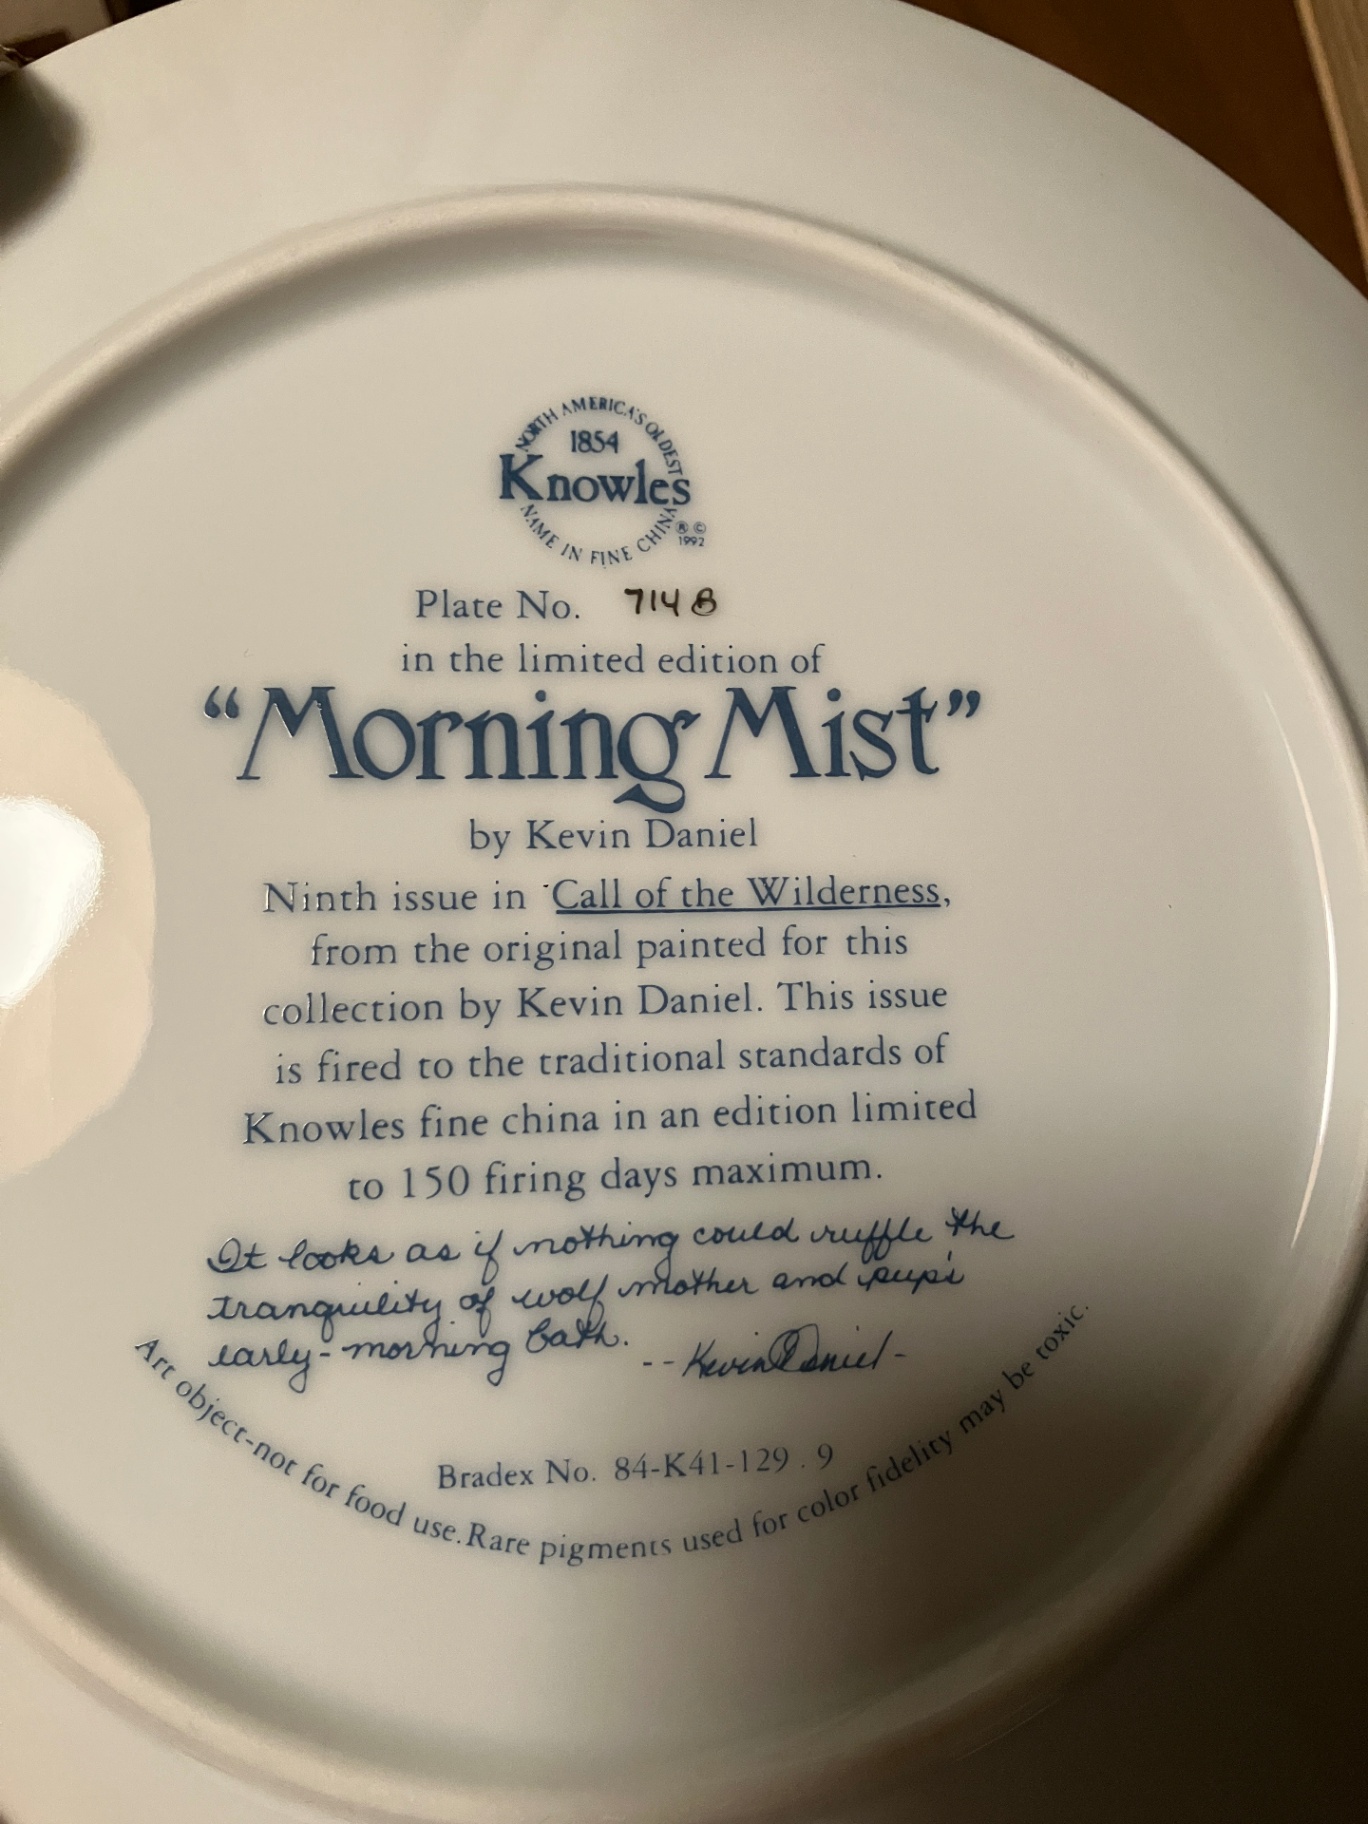 NORTH AMERICA'S OLDEST
1854
Knowles
NAME IN FINE CHINA
® ©
1992
Plate No. 714 B
in the limited edition of
“Morning Mist”
by Kevin Daniel
Ninth issue in Call of the Wilderness,
from the original painted for this
collection by Kevin Daniel. This issue
is fired to the traditional standards of
Knowles fine china in an edition limited
to 150 firing days maximum.
It looks as if nothing could ruffle the
tranquility of wolf mother and pup's
early-morning bath. -- Kevin Daniel -
Bradex No. 84-K41-129 . 9
Art object-not for food use. Rare pigments used for color fidelity may be toxic.